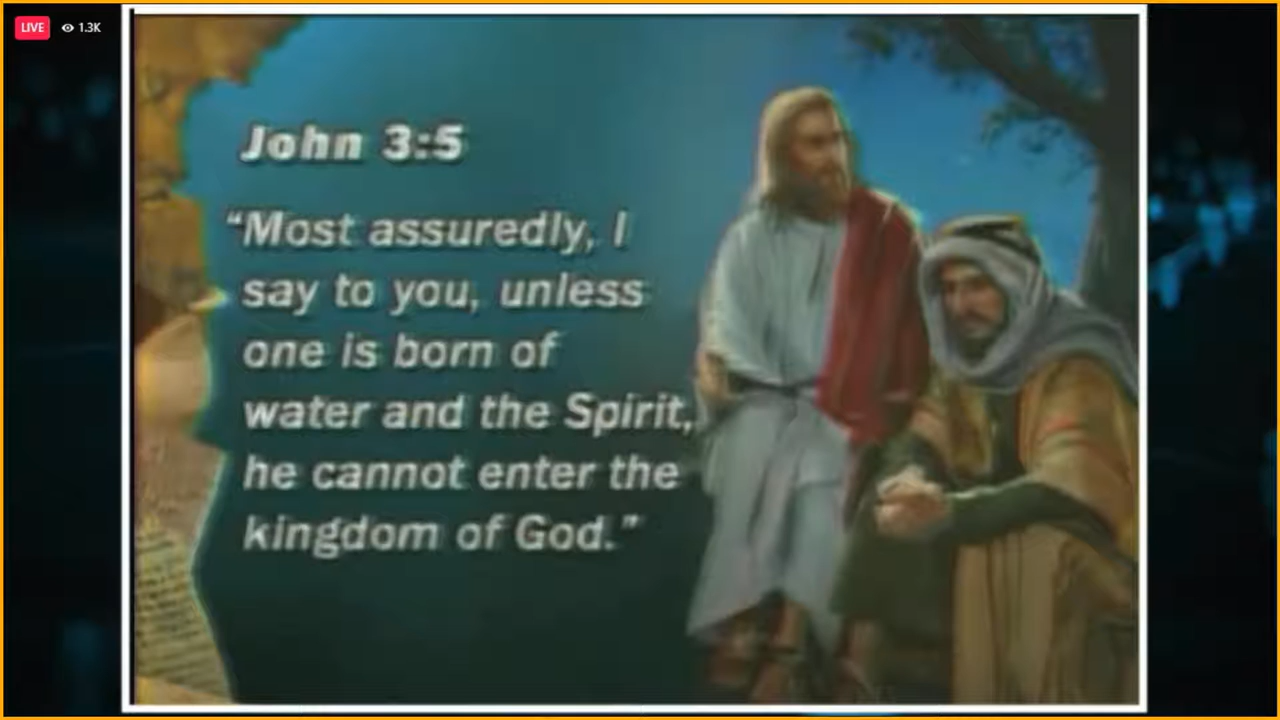 LIVE 1.3K
John 3:5
“Most assuredly, I
say to you, unless
one is born of
water and the Spirit,
he cannot enter the
kingdom of God.”